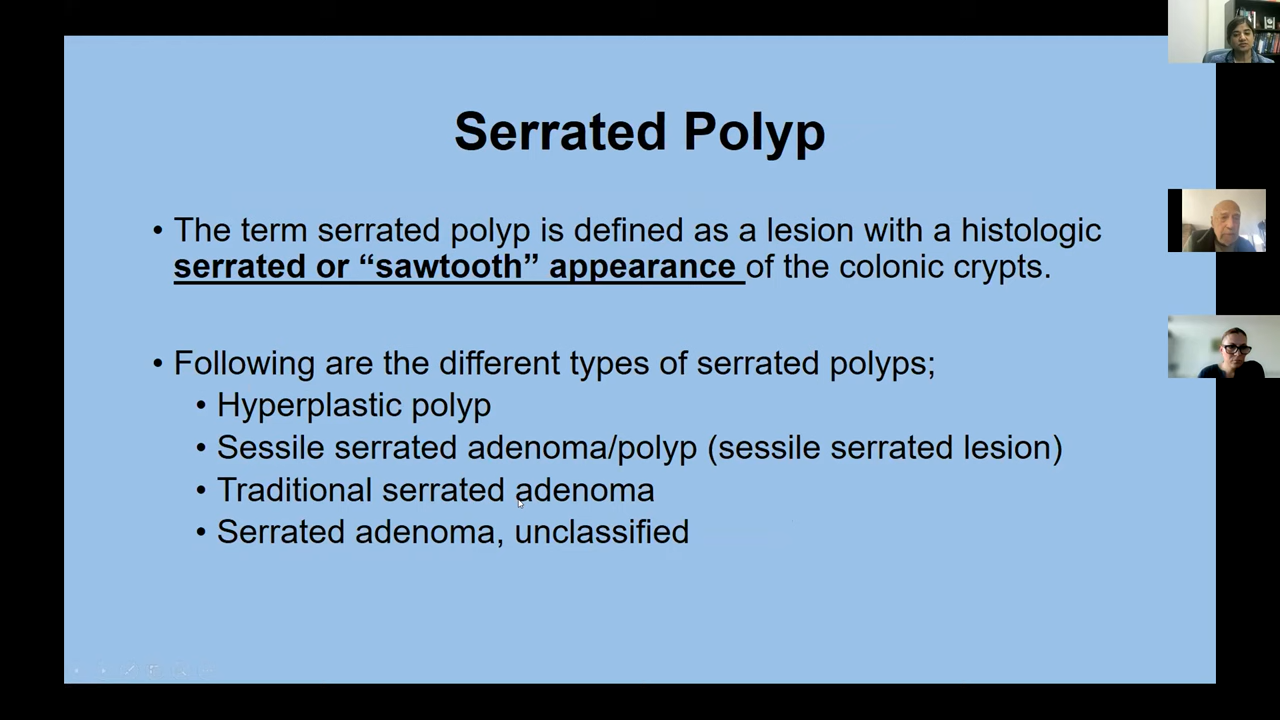 Serrated Polyp
• The term serrated polyp is defined as a lesion with a histologic
serrated or “sawtooth” appearance of the colonic crypts.
• Following are the different types of serrated polyps;
• Hyperplastic polyp
• Sessile serrated adenoma/polyp (sessile serrated lesion)
• Traditional serrated adenoma
• Serrated adenoma, unclassified